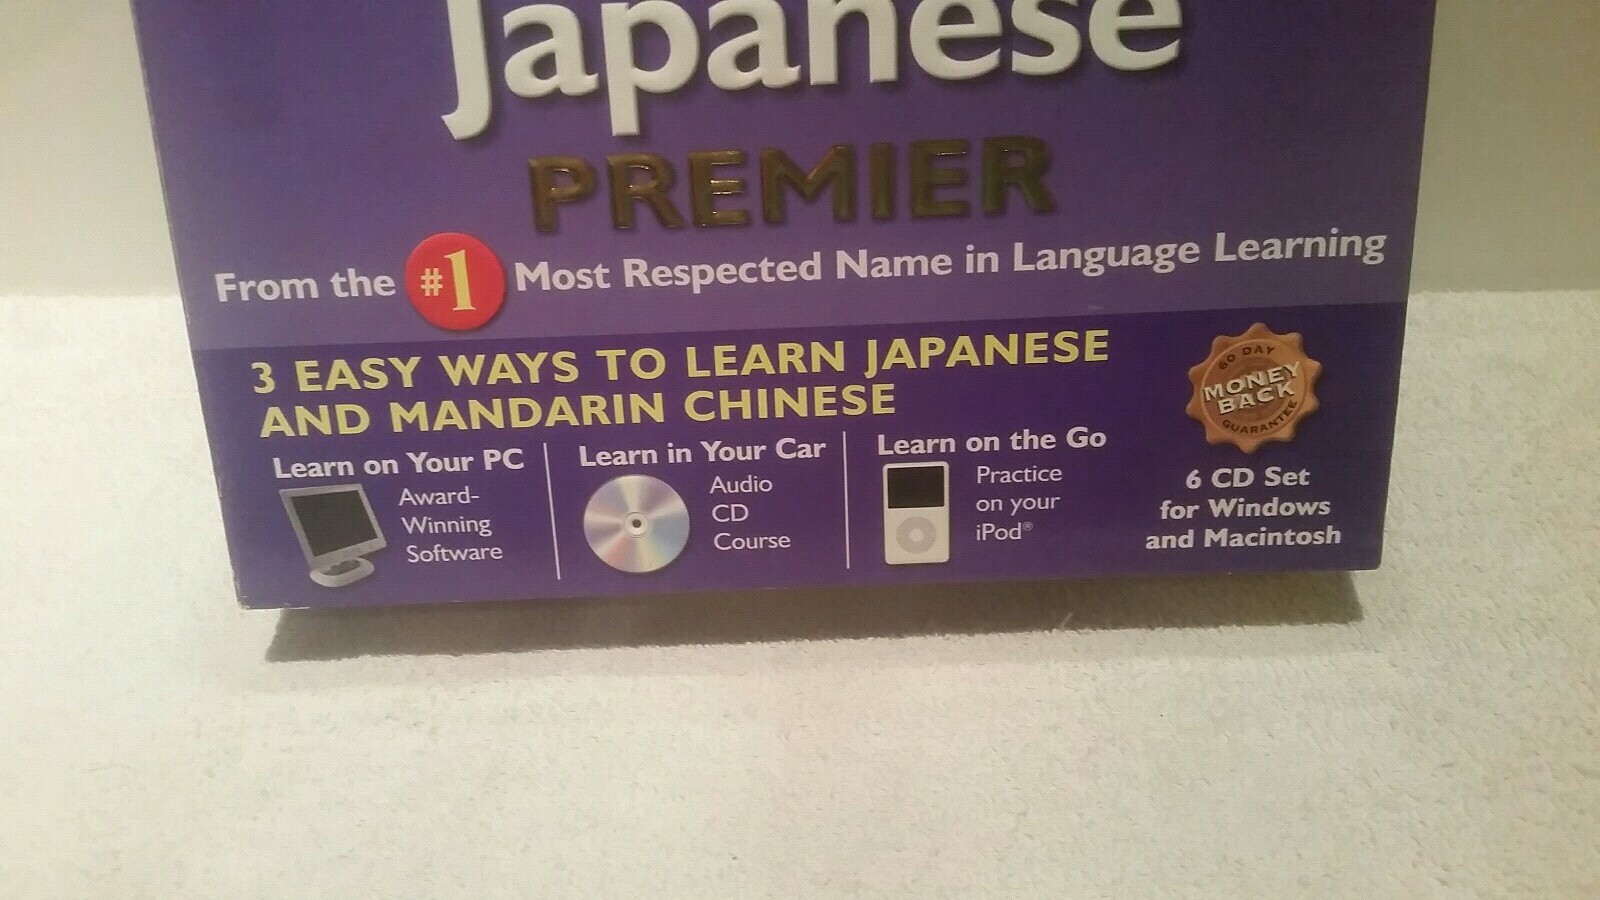 Japanese
PREMIER
From the #1 Most Respected Name in Language Learning
3 EASY WAYS TO LEARN JAPANESE
AND MANDARIN CHINESE
Learn on Your PC
Award-
Winning
Software
Learn in Your Car
Audio
CD
Course
Learn on the Go
Practice
on your
iPod®
60 DAY
MONEY
BACK
GUARANTEE
6 CD Set
for Windows
and Macintosh